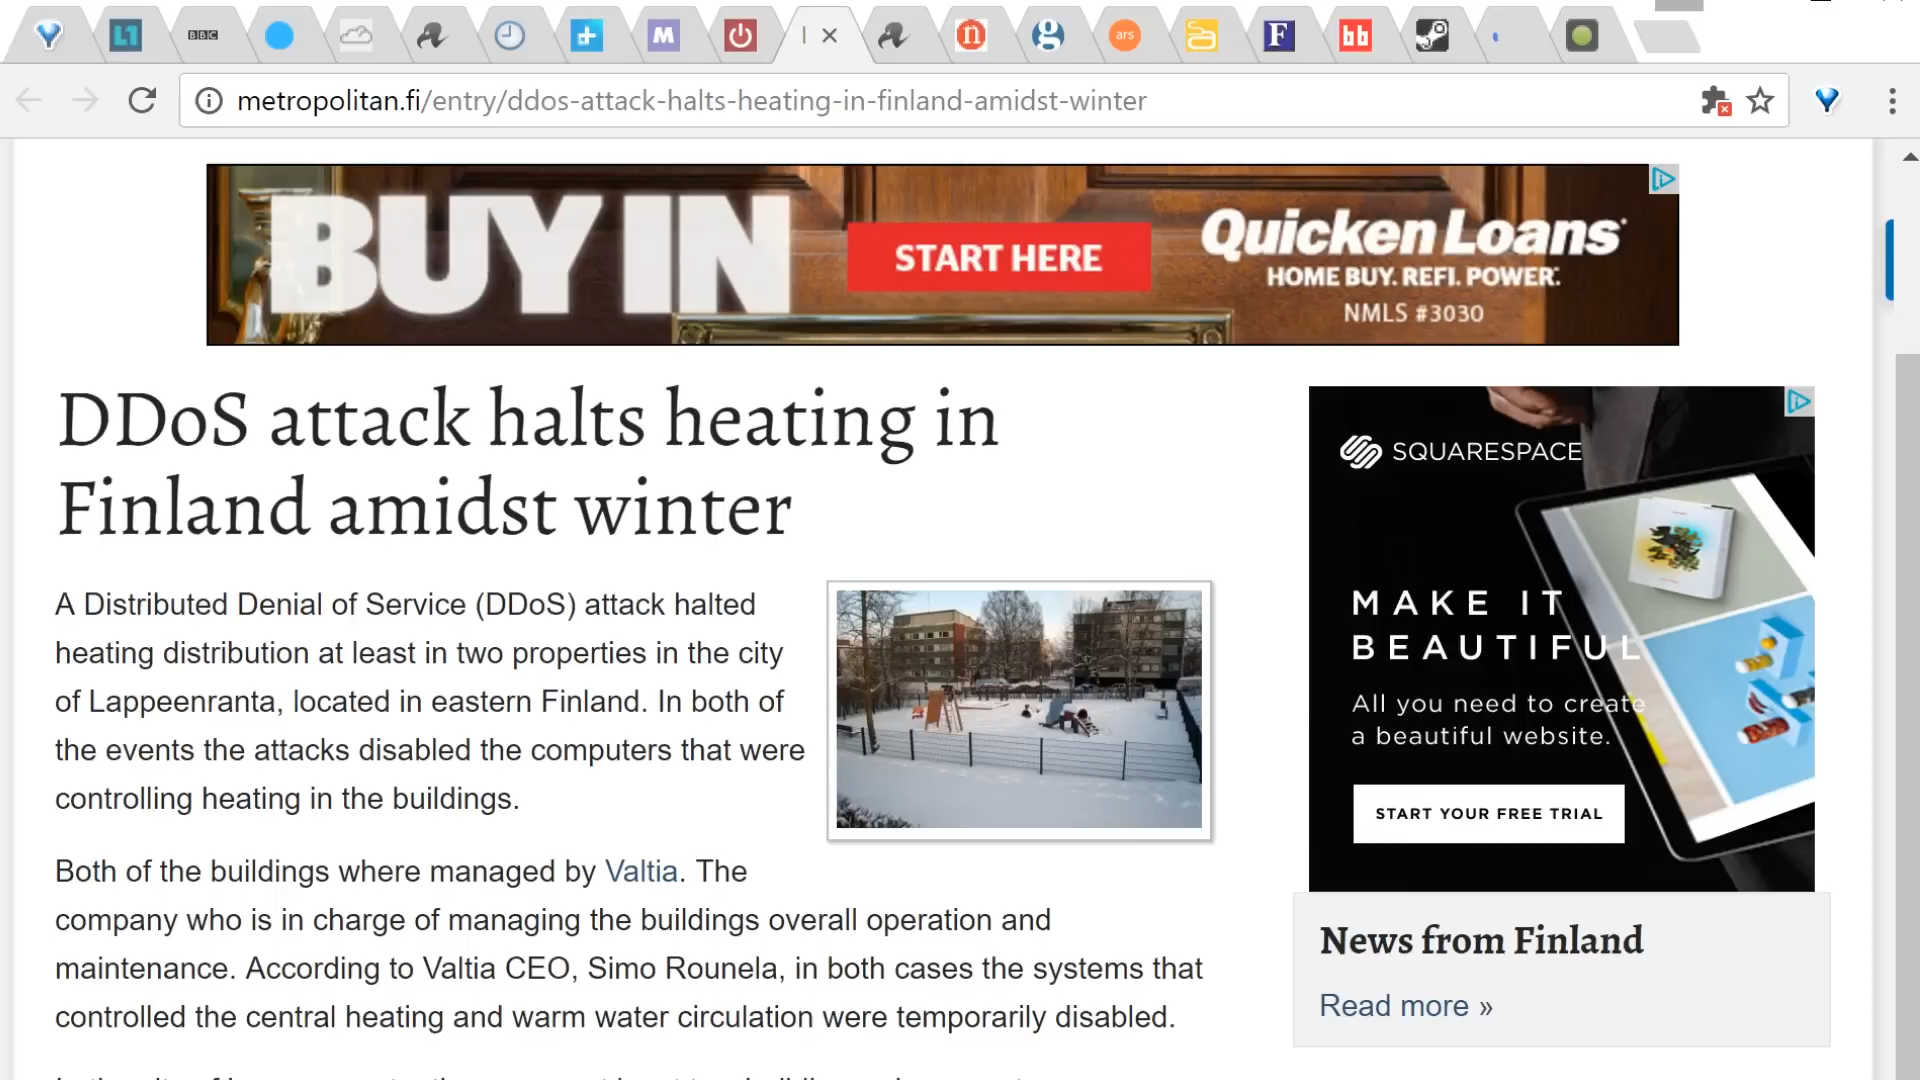 BBC
M
n
g
ars
F
bb
metropolitan.fi/entry/ddos-attack-halts-heating-in-finland-amidst-winter
BUY IN
START HERE
Quicken Loans
HOME BUY. REFI. POWER.
NMLS #3030
DDoS attack halts heating in
Finland amidst winter
A Distributed Denial of Service (DDoS) attack halted
heating distribution at least in two properties in the city
of Lappeenranta, located in eastern Finland. In both of
the events the attacks disabled the computers that were
controlling heating in the buildings.
Both of the buildings where managed by Valtia. The
company who is in charge of managing the buildings overall operation and
maintenance. According to Valtia CEO, Simo Rounela, in both cases the systems that
controlled the central heating and warm water circulation were temporarily disabled.
SQUARESPACE
MAKE IT
BEAUTIFUL
All you need to create
a beautiful website.
START YOUR FREE TRIAL
News from Finland
Read more »